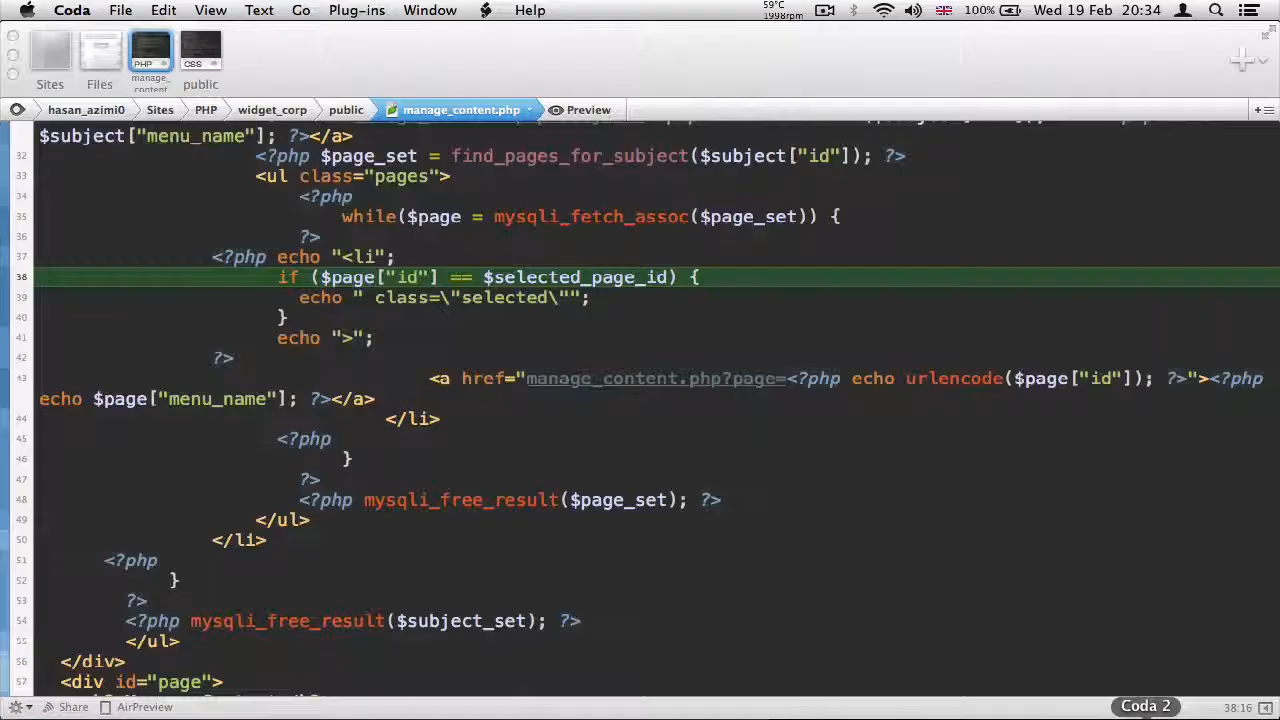 Coda File Edit View Text Go Plug-ins Window Help 59°C 1998rpm 100% Wed 19 Feb 20:34
PHP CSS
Sites Files manage_content public
hasan_azimi0 Sites PHP widget_corp public manage_content.php Preview
$subject["menu_name"]; ?></a>
32 <?php $page_set = find_pages_for_subject($subject["id"]); ?>
33 <ul class="pages">
34 <?php
35 while($page = mysqli_fetch_assoc($page_set)) {
36 ?>
37 <?php echo "<li";
38 if ($page["id"] == $selected_page_id) {
39 echo " class=\"selected\"";
40 }
41 echo ">";
42 ?>
43 <a href="manage_content.php?page=<?php echo urlencode($page["id"]); ?>"><?php
echo $page["menu_name"]; ?></a>
44 </li>
45 <?php
46 }
47 ?>
48 <?php mysqli_free_result($page_set); ?>
49 </ul>
50 </li>
51 <?php
52 }
53 ?>
54 <?php mysqli_free_result($subject_set); ?>
55 </ul>
56 </div>
57 <div id="page">
Share AirPreview Coda 2 38:16